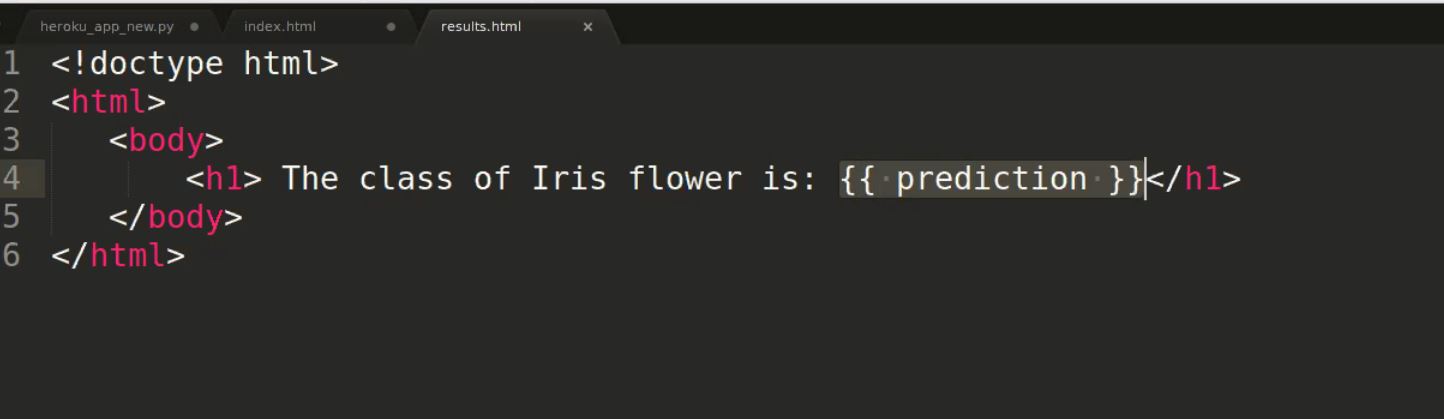 heroku_app_new.py index.html results.html ×
1 <!doctype html>
2 <html>
3 <body>
4 <h1> The class of Iris flower is: {{ prediction }}</h1>
5 </body>
6 </html>